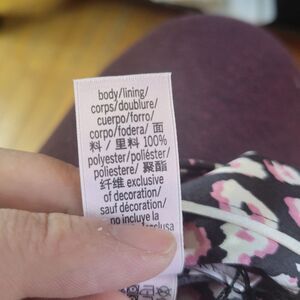 body/lining/
corps/doublure/
cuerpo/forro/
corpo/fodera/ 面
料 / 里料 100%
polyester/poliéster/
poliestere/ 聚酯
纤维 exclusive
of decoration/
sauf décoration/
no incluye la